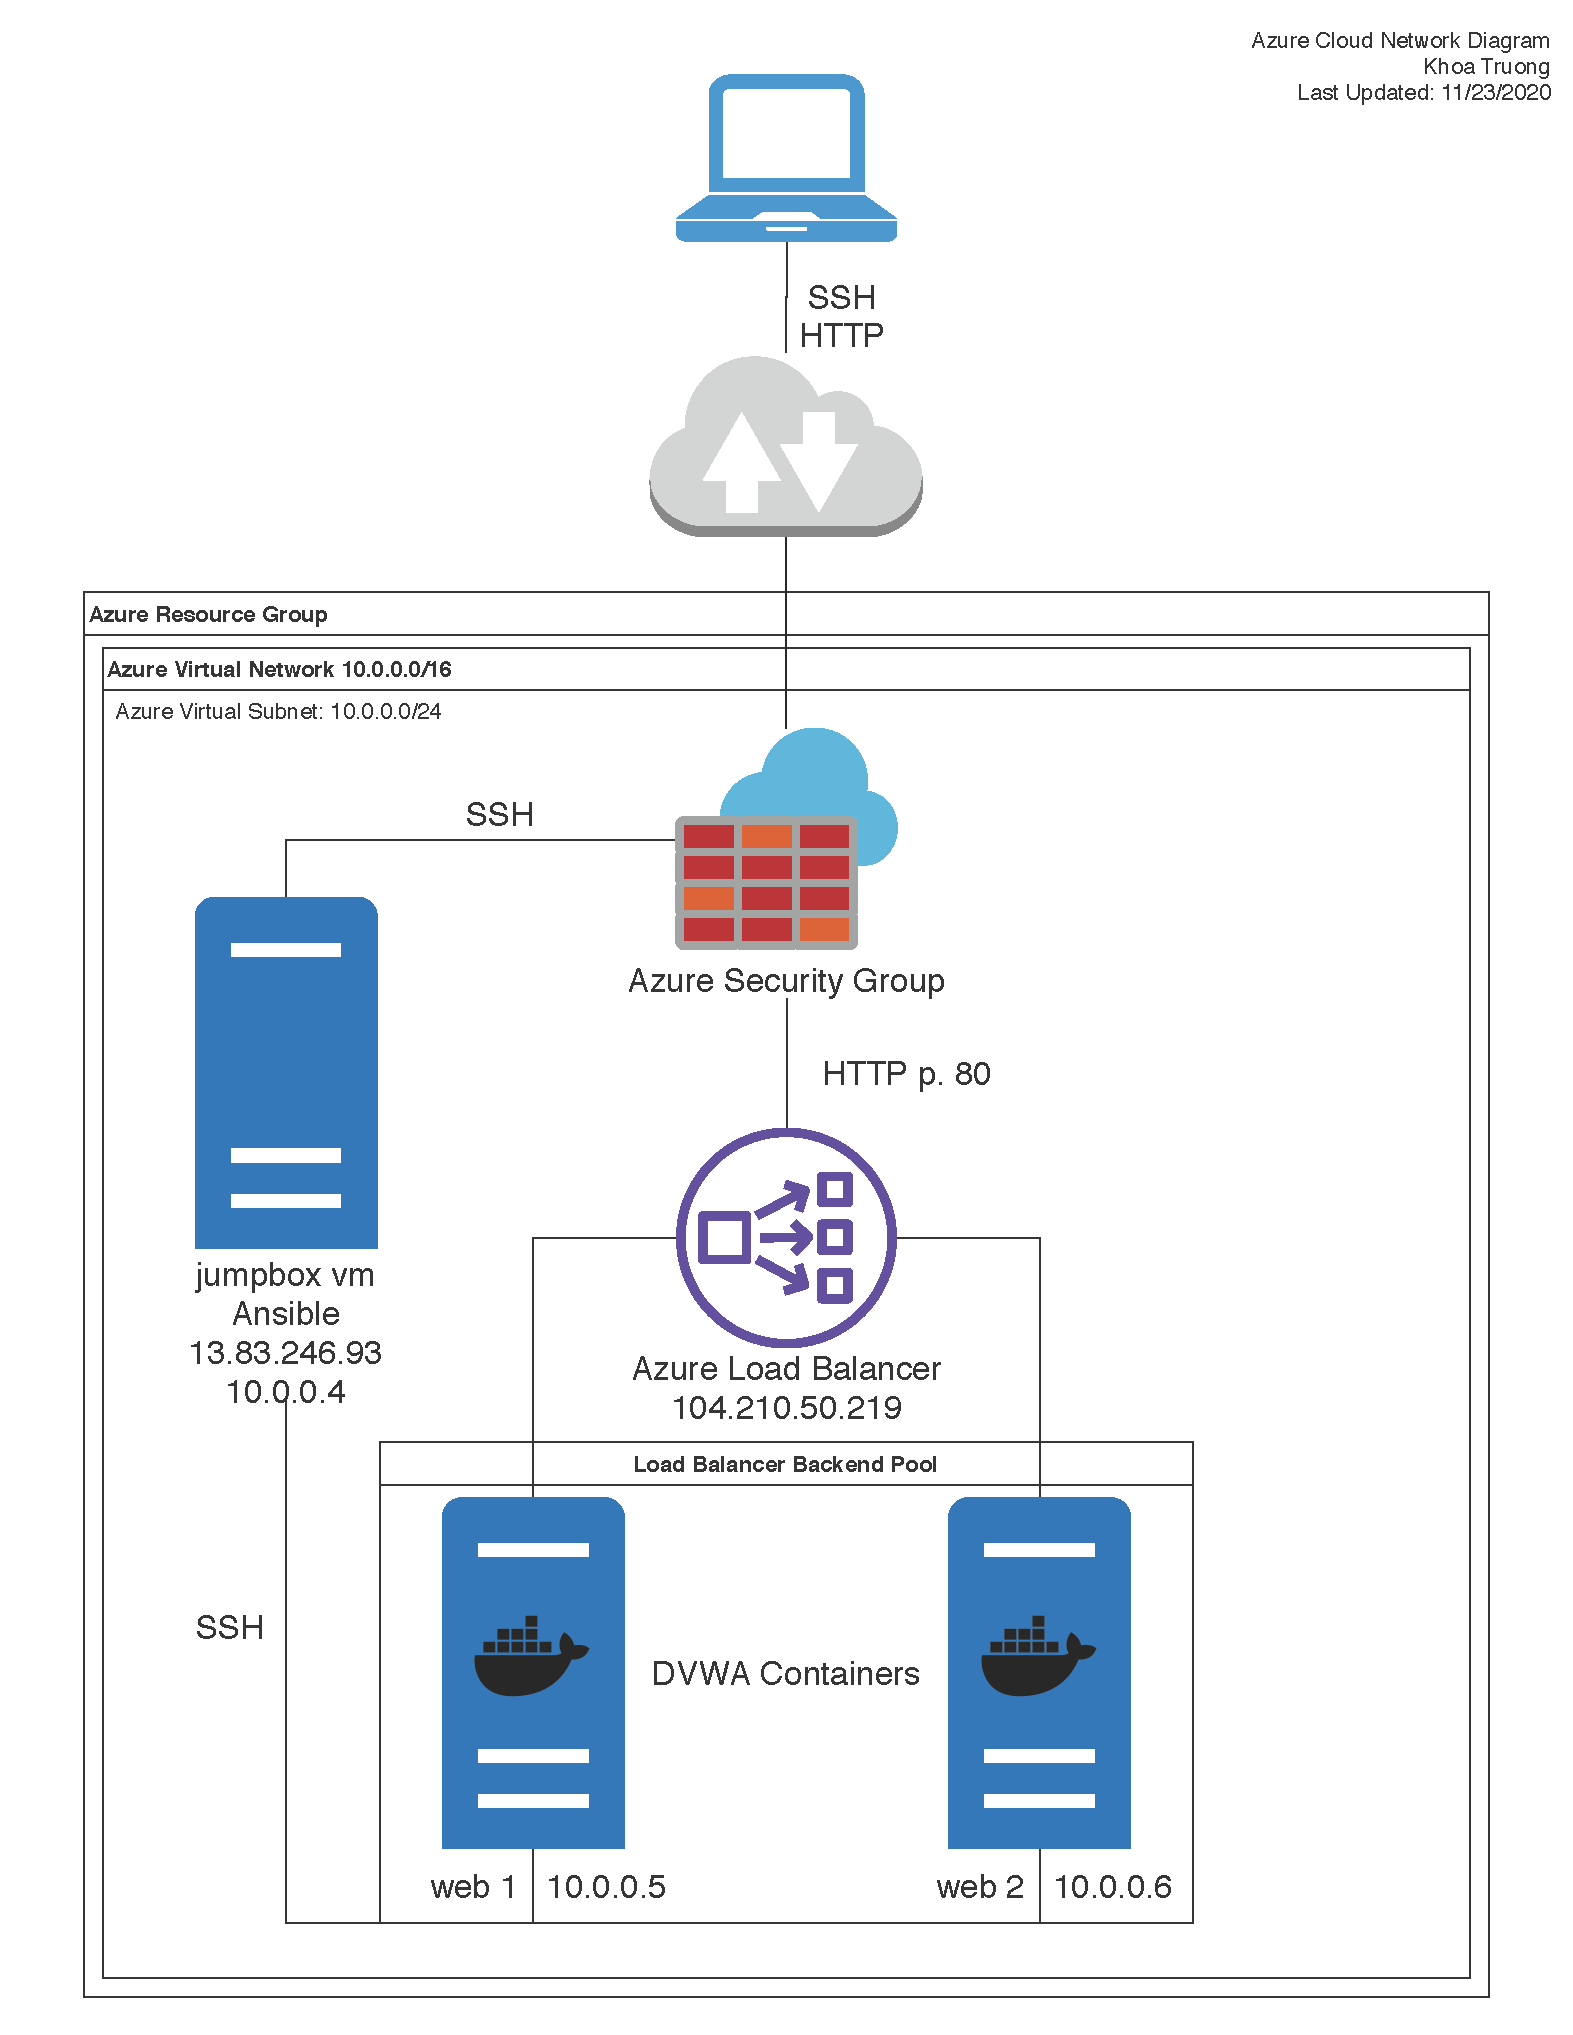 Azure Cloud Network Diagram
Khoa Truong
Last Updated: 11/23/2020
SSH
HTTP
Azure Resource Group
Azure Virtual Network 10.0.0.0/16
Azure Virtual Subnet: 10.0.0.0/24
SSH
Azure Security Group
HTTP p. 80
jumpbox vm
Ansible
13.83.246.93
10.0.0.4
Azure Load Balancer
104.210.50.219
Load Balancer Backend Pool
SSH
DVWA Containers
web 1 10.0.0.5
web 2 10.0.0.6